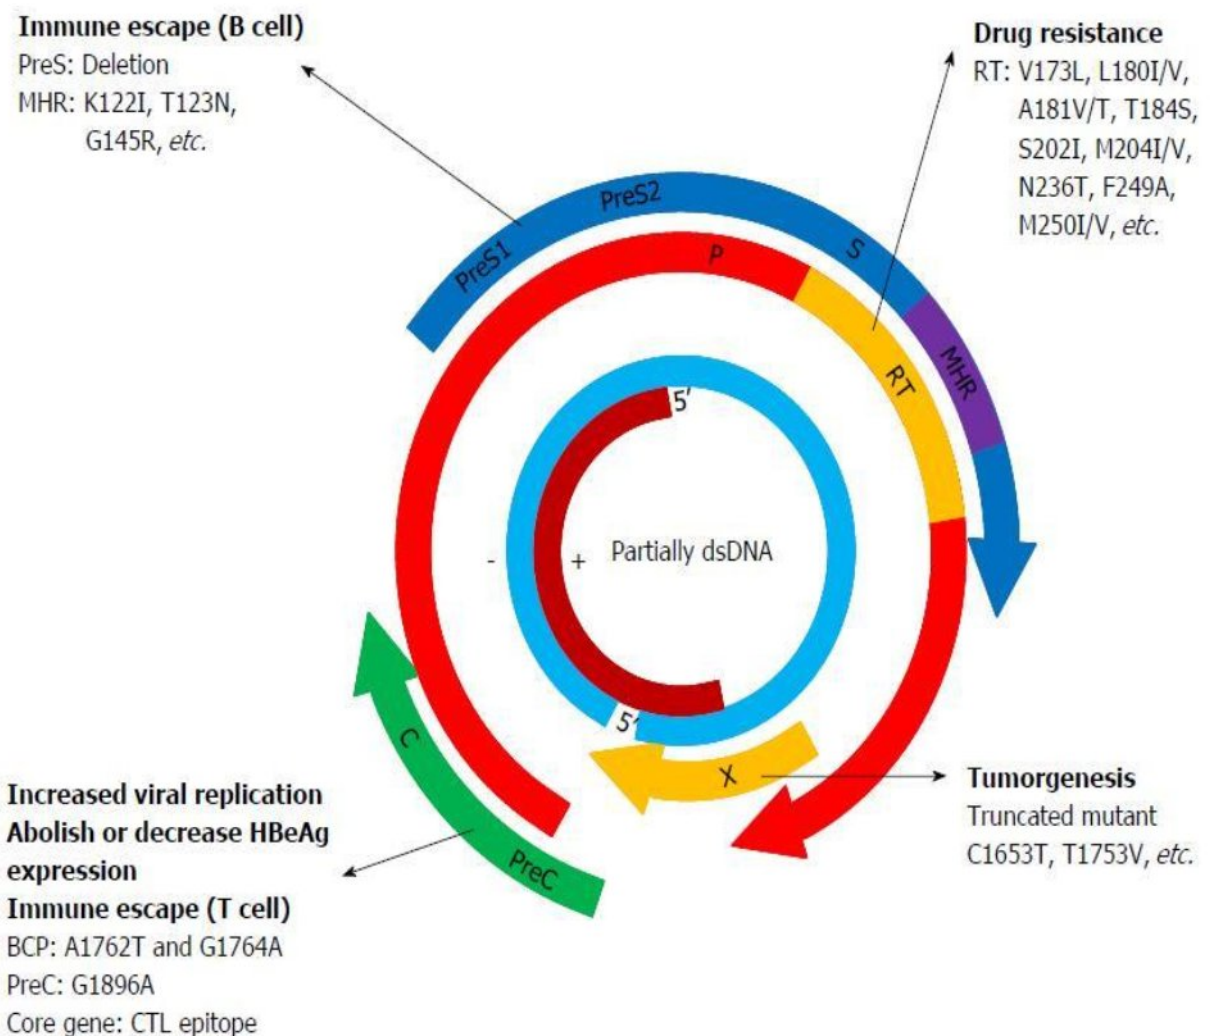 Immune escape (B cell)
PreS: Deletion
MHR: K122I, T123N,
G145R, etc.
Drug resistance
RT: V173L, L180I/V,
A181V/T, T184S,
S202I, M204I/V,
N236T, F249A,
M250I/V, etc.
PreS1
PreS2
S
P
MHR
RT
5′
-
+
Partially dsDNA
5′
X
C
PreC
Tumorgenesis
Truncated mutant
C1653T, T1753V, etc.
Increased viral replication
Abolish or decrease HBeAg
expression
Immune escape (T cell)
BCP: A1762T and G1764A
PreC: G1896A
Core gene: CTL epitope